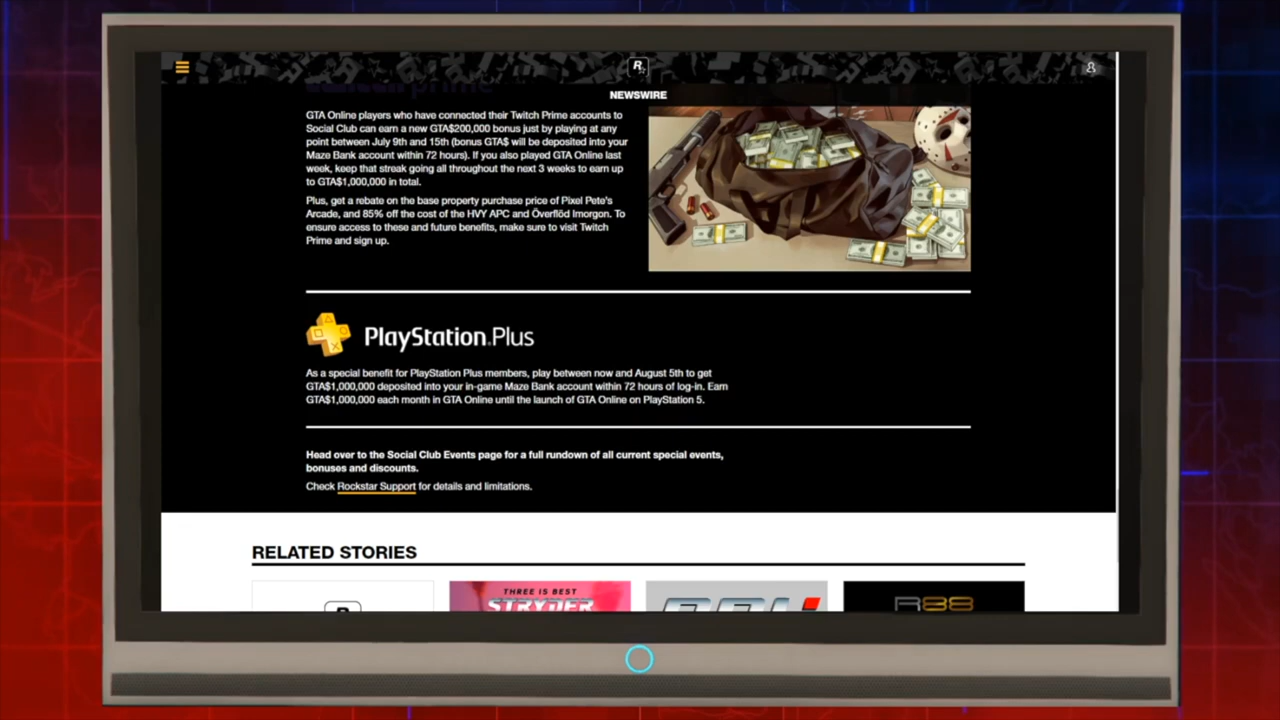 R
NEWSWIRE
GTA Online players who have connected their Twitch Prime accounts to
Social Club can earn a new GTA$200,000 bonus just by playing at any
point between July 9th and 15th (bonus GTA$ will be deposited into your
Maze Bank account within 72 hours). If you also played GTA Online last
week, keep that streak going all throughout the next 3 weeks to earn up
to GTA$1,000,000 in total.
Plus, get a rebate on the base property purchase price of Pixel Pete's
Arcade, and 85% off the cost of the HVY APC and Överflöd Imorgon. To
ensure access to these and future benefits, make sure to visit Twitch
Prime and sign up.
PlayStation.Plus
As a special benefit for PlayStation Plus members, play between now and August 5th to get
GTA$1,000,000 deposited into your in-game Maze Bank account within 72 hours of log-in. Earn
GTA$1,000,000 each month in GTA Online until the launch of GTA Online on PlayStation 5.
Head over to the Social Club Events page for a full rundown of all current special events,
bonuses and discounts.
Check Rockstar Support for details and limitations.
RELATED STORIES
THREE IS BEST
STRYDER
R88